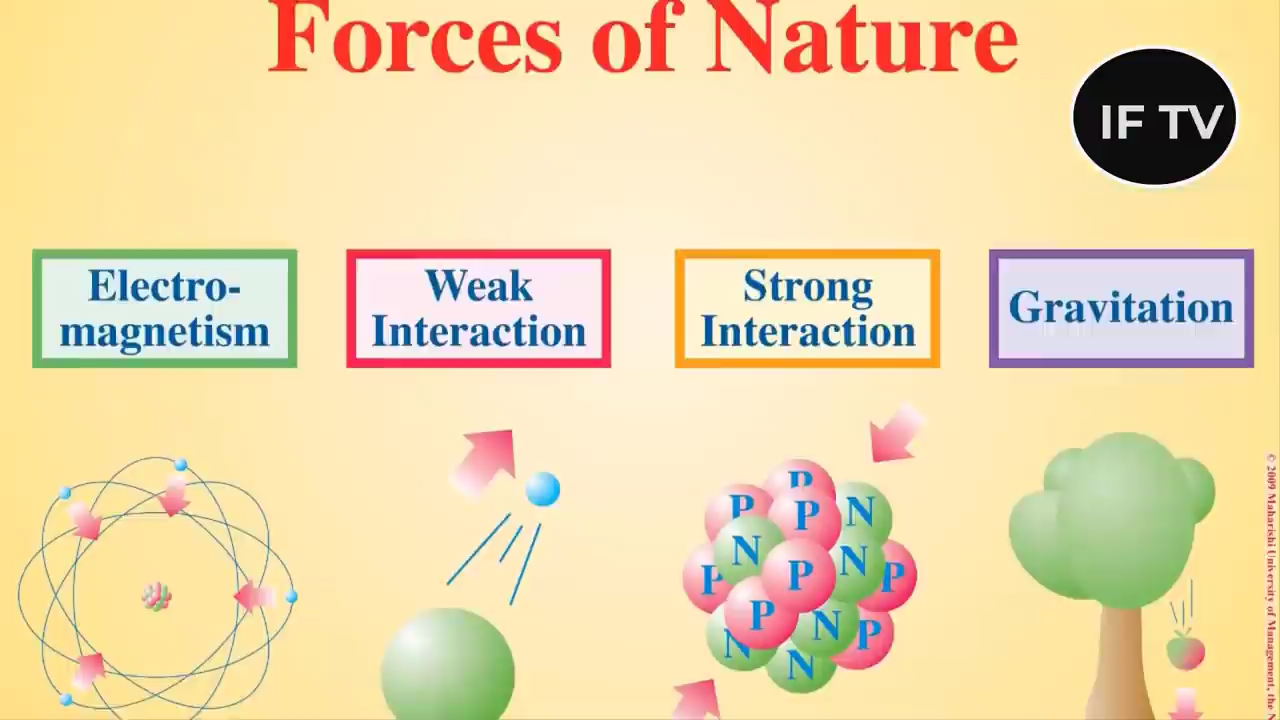 Forces of Nature
IF TV
Electro-
magnetism
Weak
Interaction
Strong
Interaction
Gravitation
P
P
P
N
N
N
P
P
P
P
N
P
N
N
© 2009 Maharishi University of Management, the